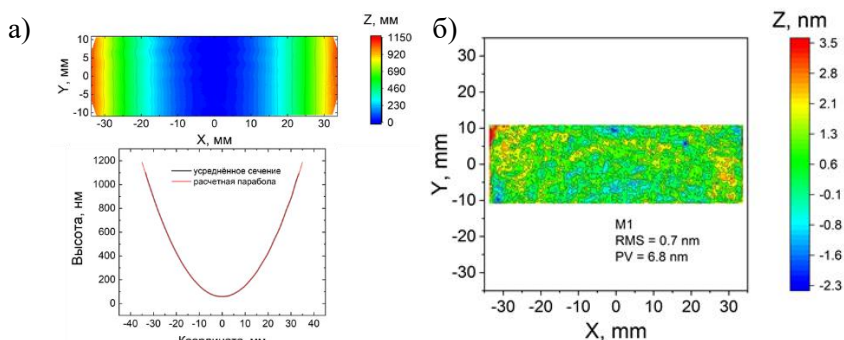 а)
Z, мм
1150
920
690
460
230
0
Y, мм
10
5
0
-5
-10
-30 -20 -10 0 10 20 30
X, мм
1200
1000
800
600
400
200
0
Высота, нм
усреднённое сечение
расчетная парабола
-40 -30 -20 -10 0 10 20 30 40
Координата, мм
б)
Z, nm
3.5
2.8
2.1
1.3
0.6
-0.1
-0.8
-1.6
-2.3
Y, mm
30
20
10
0
-10
-20
-30
M1
RMS = 0.7 nm
PV = 6.8 nm
-30 -20 -10 0 10 20 30
X, mm